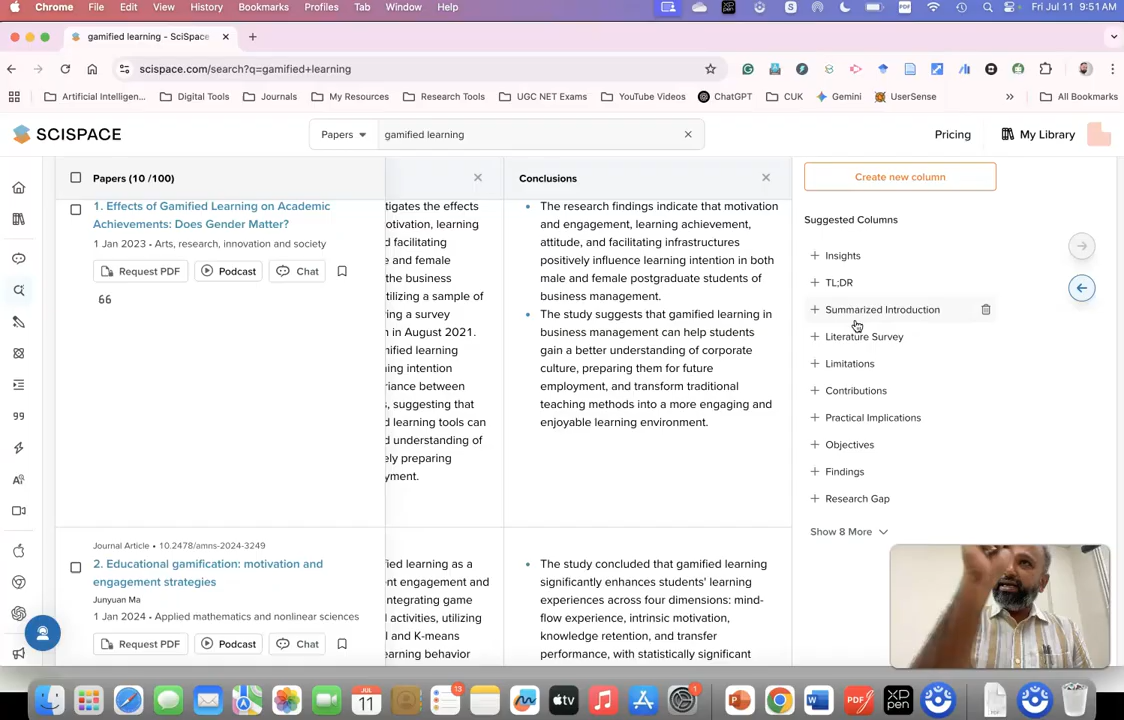 Chrome File Edit View History Bookmarks Profiles Tab Window Help Fri Jul 11 9:51 AM
gamified learning - SciSpace
scispace.com/search?q=gamified+learning
Artificial Intelligen... Digital Tools Journals My Resources Research Tools UGC NET Exams YouTube Videos ChatGPT CUK Gemini UserSense » All Bookmarks
SCISPACE Papers gamified learning Pricing My Library
Papers (10 /100)
1. Effects of Gamified Learning on Academic
Achievements: Does Gender Matter?
1 Jan 2023 • Arts, research, innovation and society
Request PDF Podcast Chat
66
2. Educational gamification: motivation and
engagement strategies
Journal Article • 10.2478/amns-2024-3249
Junyuan Ma
1 Jan 2024 • Applied mathematics and nonlinear sciences
Request PDF Podcast Chat
tigates the effects
otivation, learning
d facilitating
e and female
the business
tilizing a sample of
ring a survey
in August 2021.
nified learning
ning intention
riance between
s, suggesting that
d learning tools can
d understanding of
ely preparing
yment.
fied learning as a
nt engagement and
ntegrating game
l activities, utilizing
l and K-means
earning behavior
Conclusions
The research findings indicate that motivation
and engagement, learning achievement,
attitude, and facilitating infrastructures
positively influence learning intention in both
male and female postgraduate students of
business management.
The study suggests that gamified learning in
business management can help students
gain a better understanding of corporate
culture, preparing them for future
employment, and transform traditional
teaching methods into a more engaging and
enjoyable learning environment.
The study concluded that gamified learning
significantly enhances students' learning
experiences across four dimensions: mind-
flow experience, intrinsic motivation,
knowledge retention, and transfer
performance, with statistically significant
Create new column
Suggested Columns
Insights
TL;DR
Summarized Introduction
Literature Survey
Limitations
Contributions
Practical Implications
Objectives
Findings
Research Gap
Show 8 More